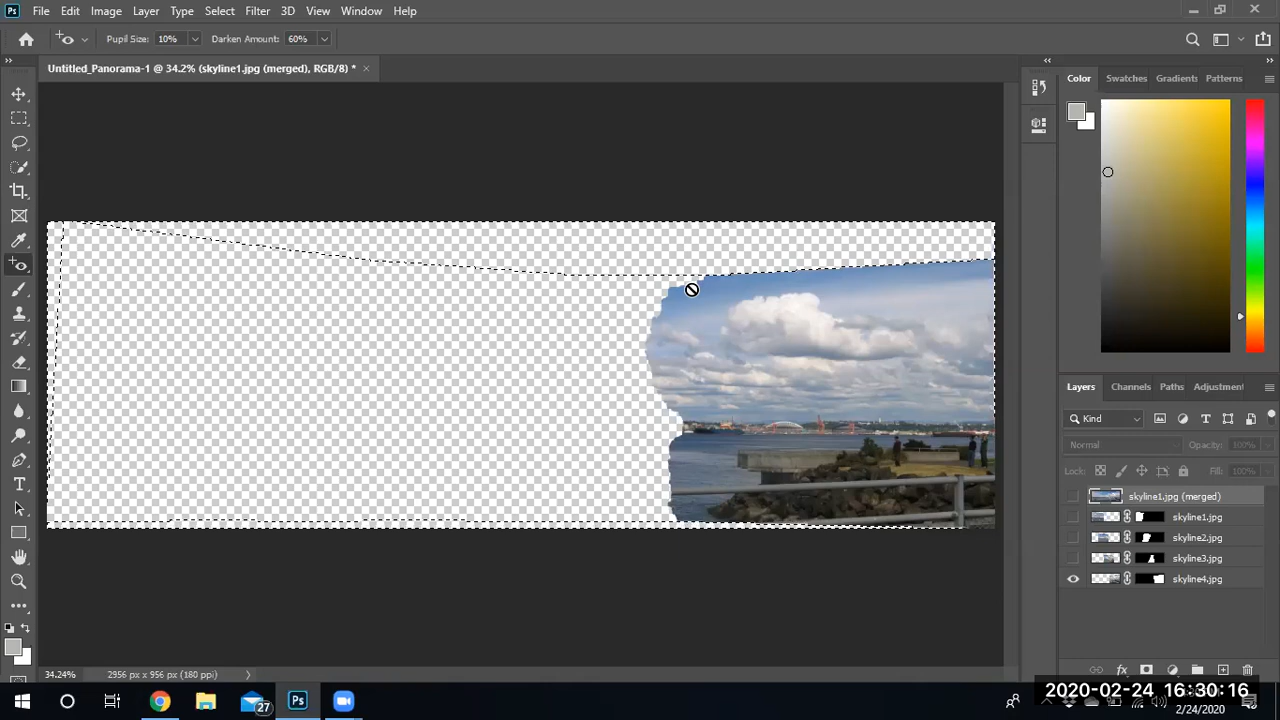 Ps File Edit Image Layer Type Select Filter 3D View Window Help
Pupil Size: 10% Darken Amount: 60%
Untitled_Panorama-1 @ 34.2% (skyline1.jpg (merged), RGB/8) *
Color Swatches Gradients Patterns
Layers Channels Paths Adjustment
Kind
Normal Opacity: 100%
Lock: Fill: 100%
skyline1.jpg (merged)
skyline1.jpg
skyline2.jpg
skyline3.jpg
skyline4.jpg
34.24% 2956 px x 956 px (180 ppi)
2020-02-24 16:30:16
27 Ps
2/24/2020